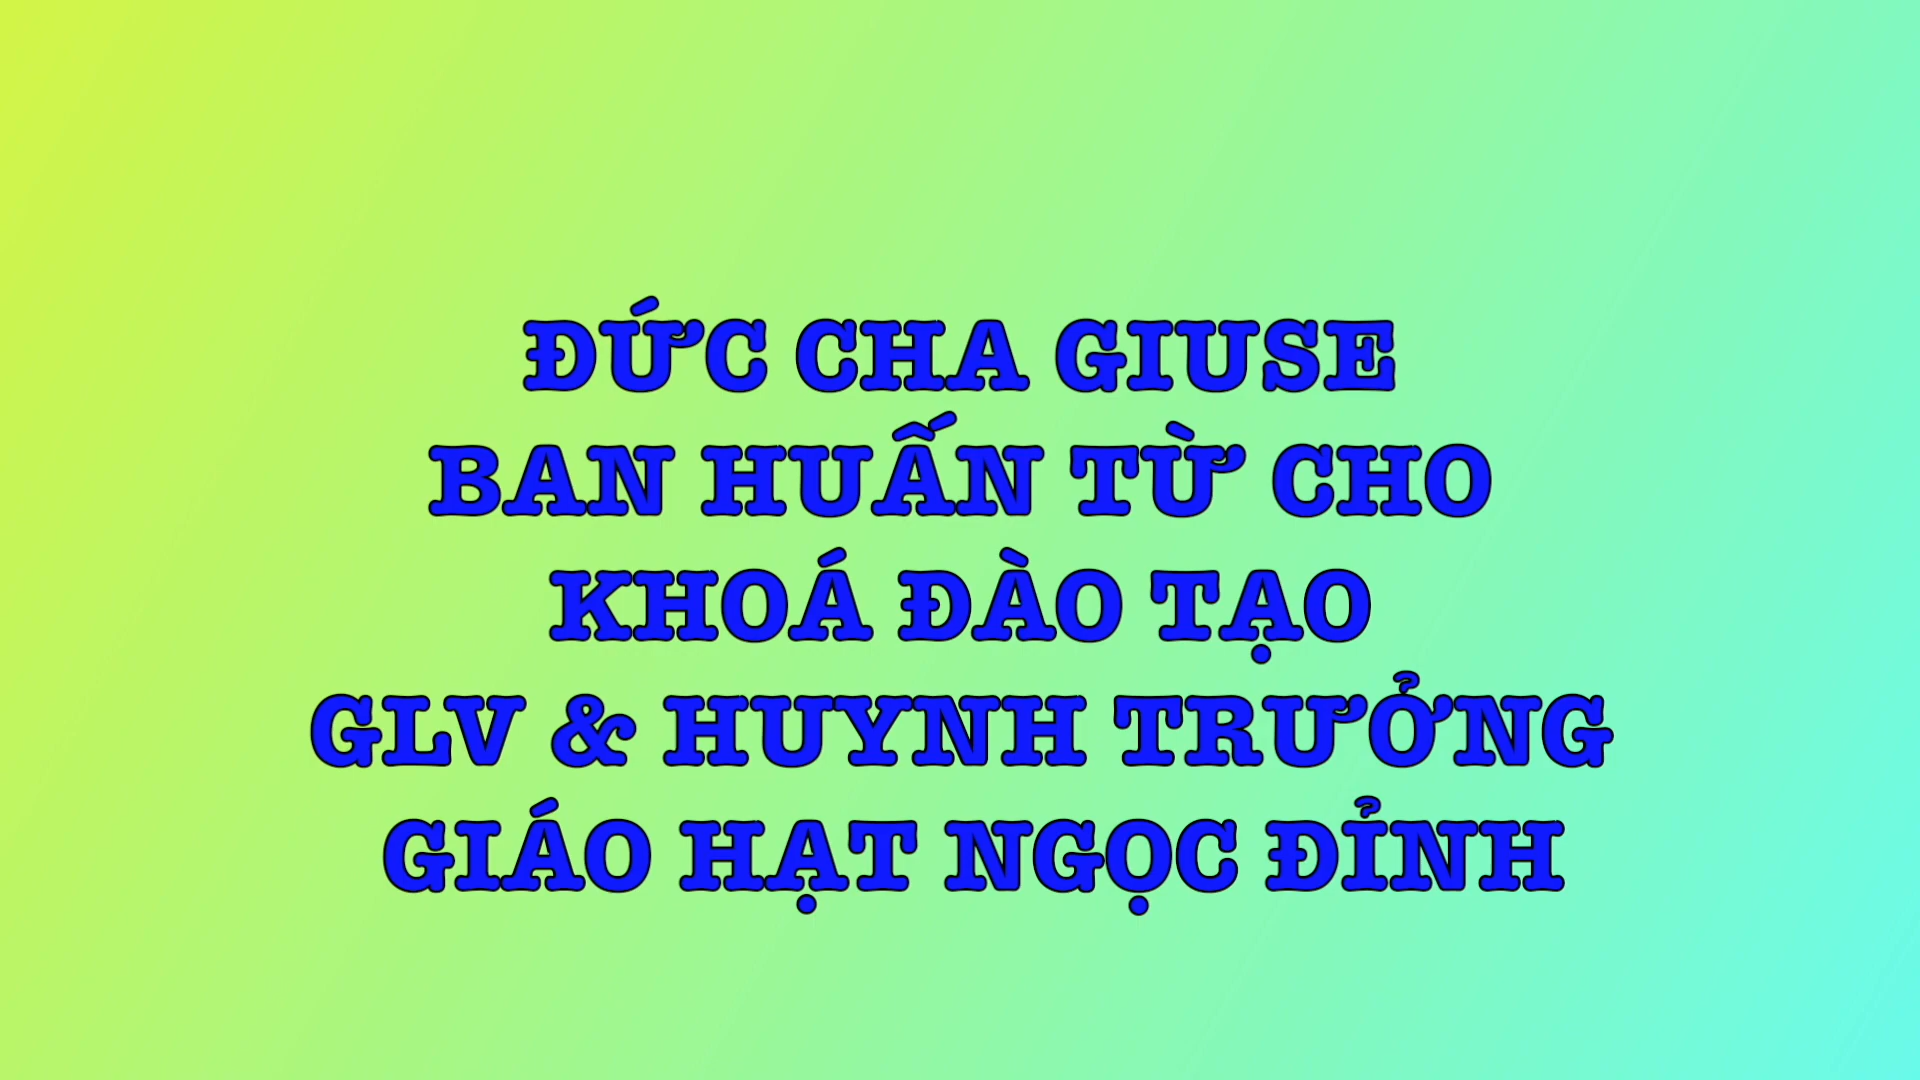 ĐỨC CHA GIUSE
BAN HUẤN TỪ CHO
KHOÁ ĐÀO TẠO
GLV & HUYNH TRƯỞNG
GIÁO HẠT NGỌC ĐỈNH